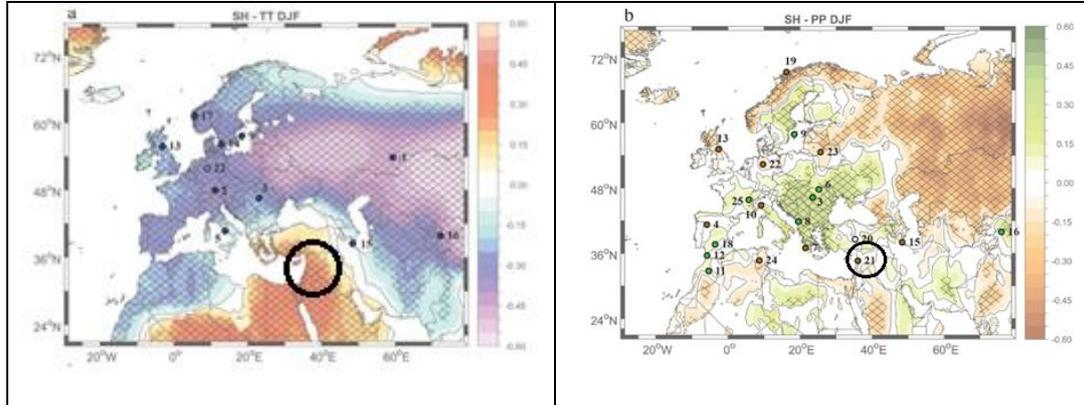 a
SH - TT DJF
72°N
60°N
48°N
36°N
24°N
20°W
0°
20°E
40°E
60°E
0.60
0.45
0.30
0.15
0.00
-0.15
-0.30
-0.45
-0.60
17
13
9
22
1
2
3
5
15
16
b
SH - PP DJF
72°N
60°N
48°N
36°N
24°N
20°W
0°
20°E
40°E
60°E
0.60
0.45
0.30
0.15
0.00
-0.15
-0.30
-0.45
-0.60
19
13
9
23
22
6
25
3
10
4
8
18
7
20
15
16
12
24
21
11